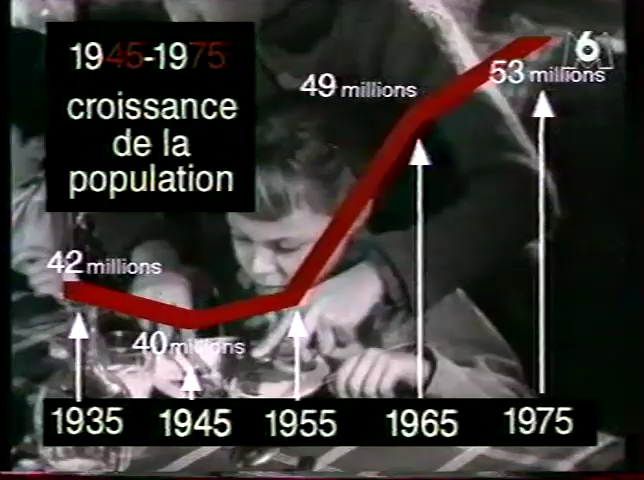 1945-1975
croissance
de la
population
6
M
49 millions
53 millions
42 millions
40 millions
1935 1945 1955 1965 1975